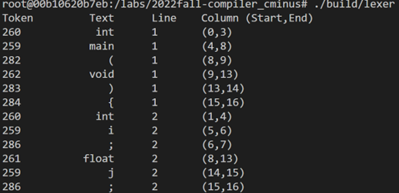 root@00b10620b7eb:/labs/2022fall-compiler_cminus# ./build/lexer
Token Text Line Column (Start,End)
260 int 1 (0,3)
259 main 1 (4,8)
282 ( 1 (8,9)
262 void 1 (9,13)
283 ) 1 (13,14)
284 { 1 (15,16)
260 int 2 (1,4)
259 i 2 (5,6)
286 ; 2 (6,7)
261 float 2 (8,13)
259 j 2 (14,15)
286 ; 2 (15,16)